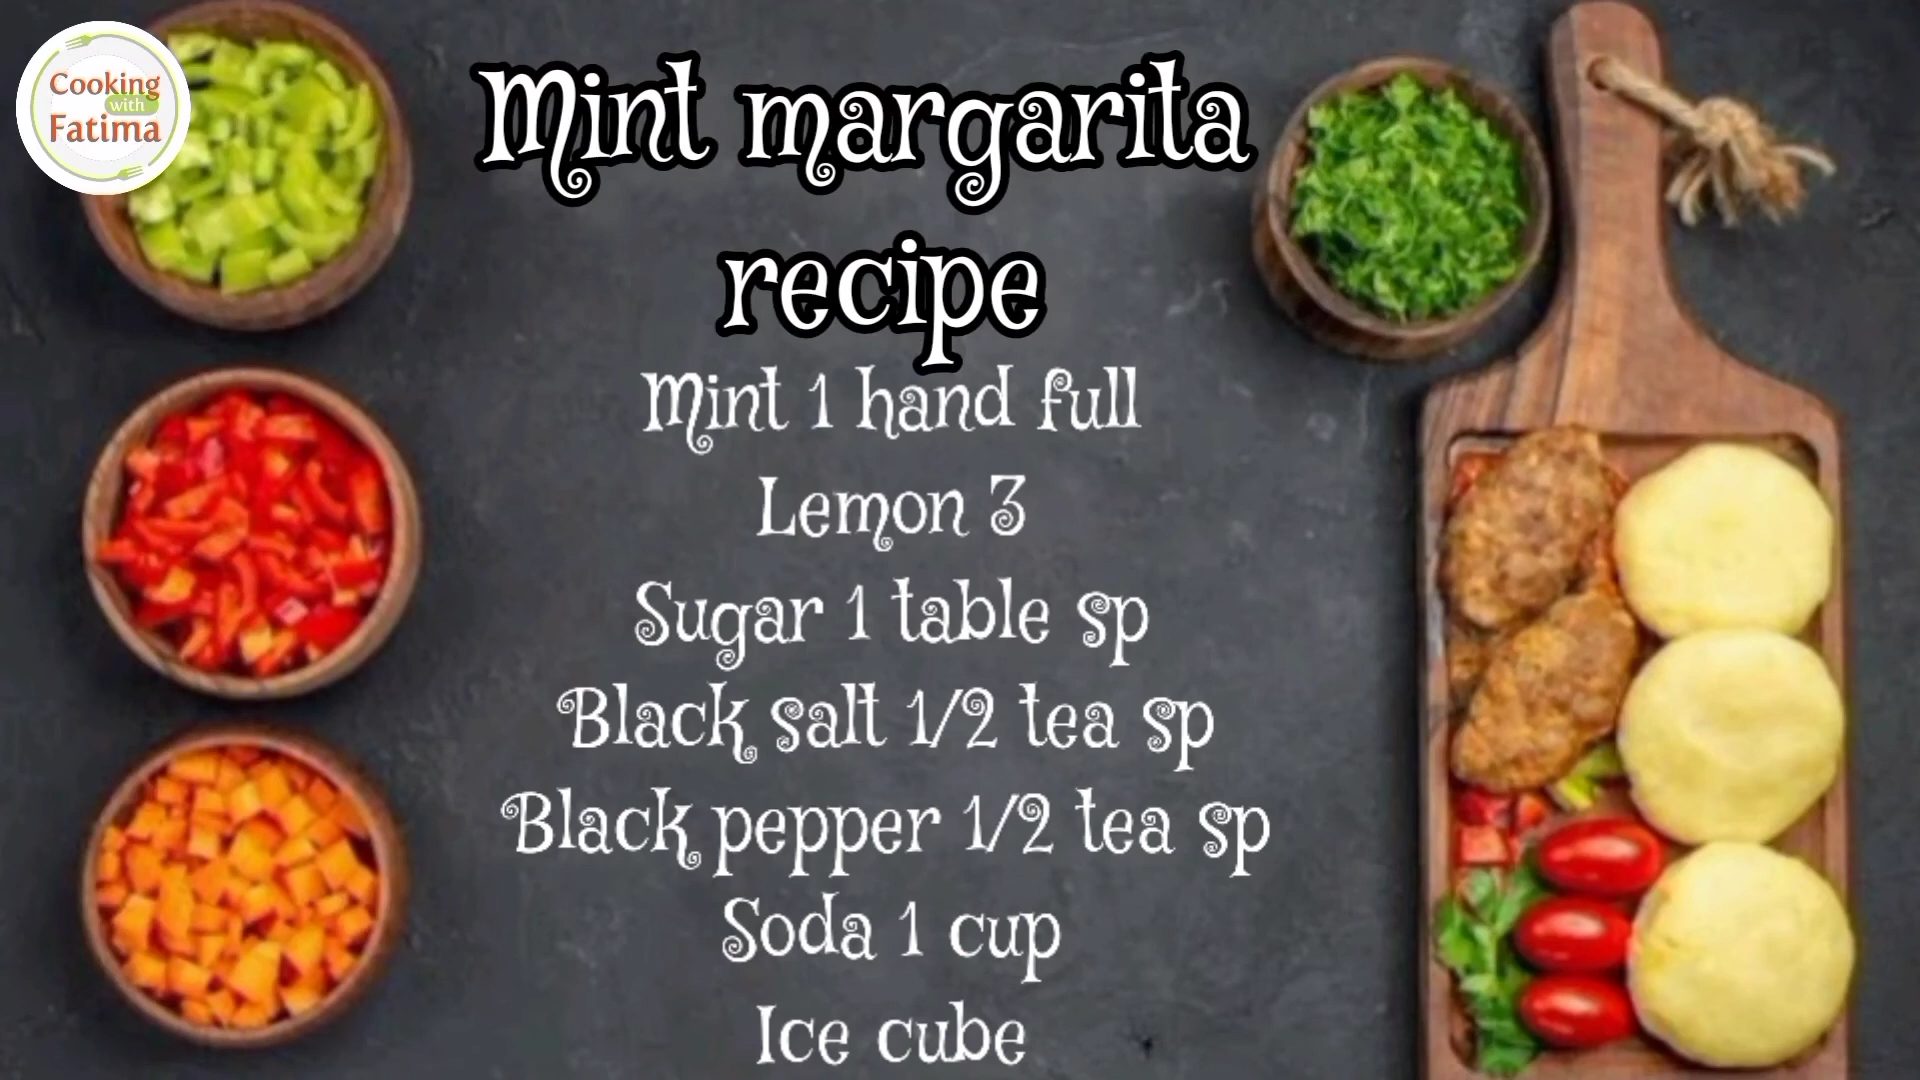 Cooking
with
Fatima
Mint margarita
recipe
Mint 1 hand full
Lemon 3
Sugar 1 table sp
Black salt 1/2 tea sp
Black pepper 1/2 tea sp
Soda 1 cup
Ice cube